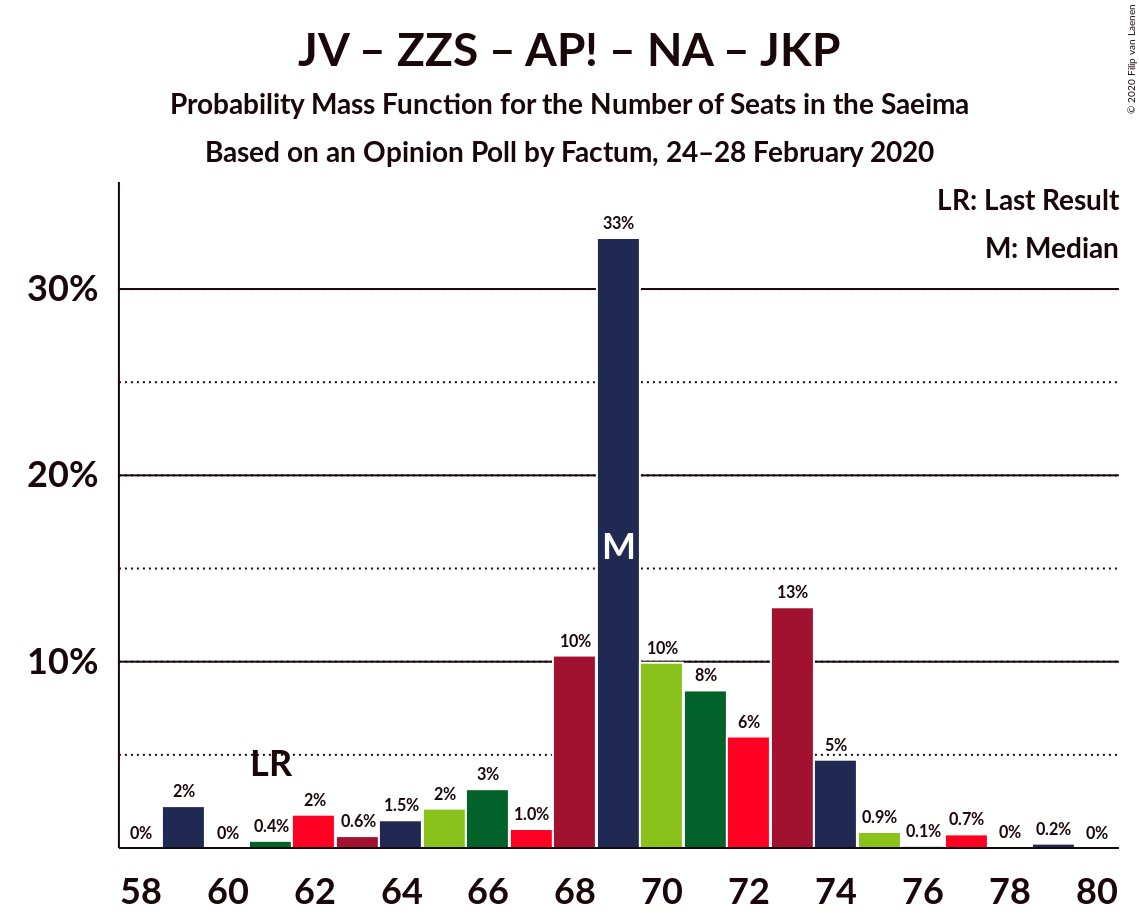 JV – ZZS – AP! – NA – JKP
Probability Mass Function for the Number of Seats in the Saeima
Based on an Opinion Poll by Factum, 24–28 February 2020
© 2020 Filip van Laenen
LR: Last Result
M: Median
30%
20%
10%
0% 2% 0% 0.4% 2% 0.6% 1.5% 2% 3% 1.0% 10% 33% 10% 8% 6% 13% 5% 0.9% 0.1% 0.7% 0% 0.2% 0%
LR
M
58 60 62 64 66 68 70 72 74 76 78 80